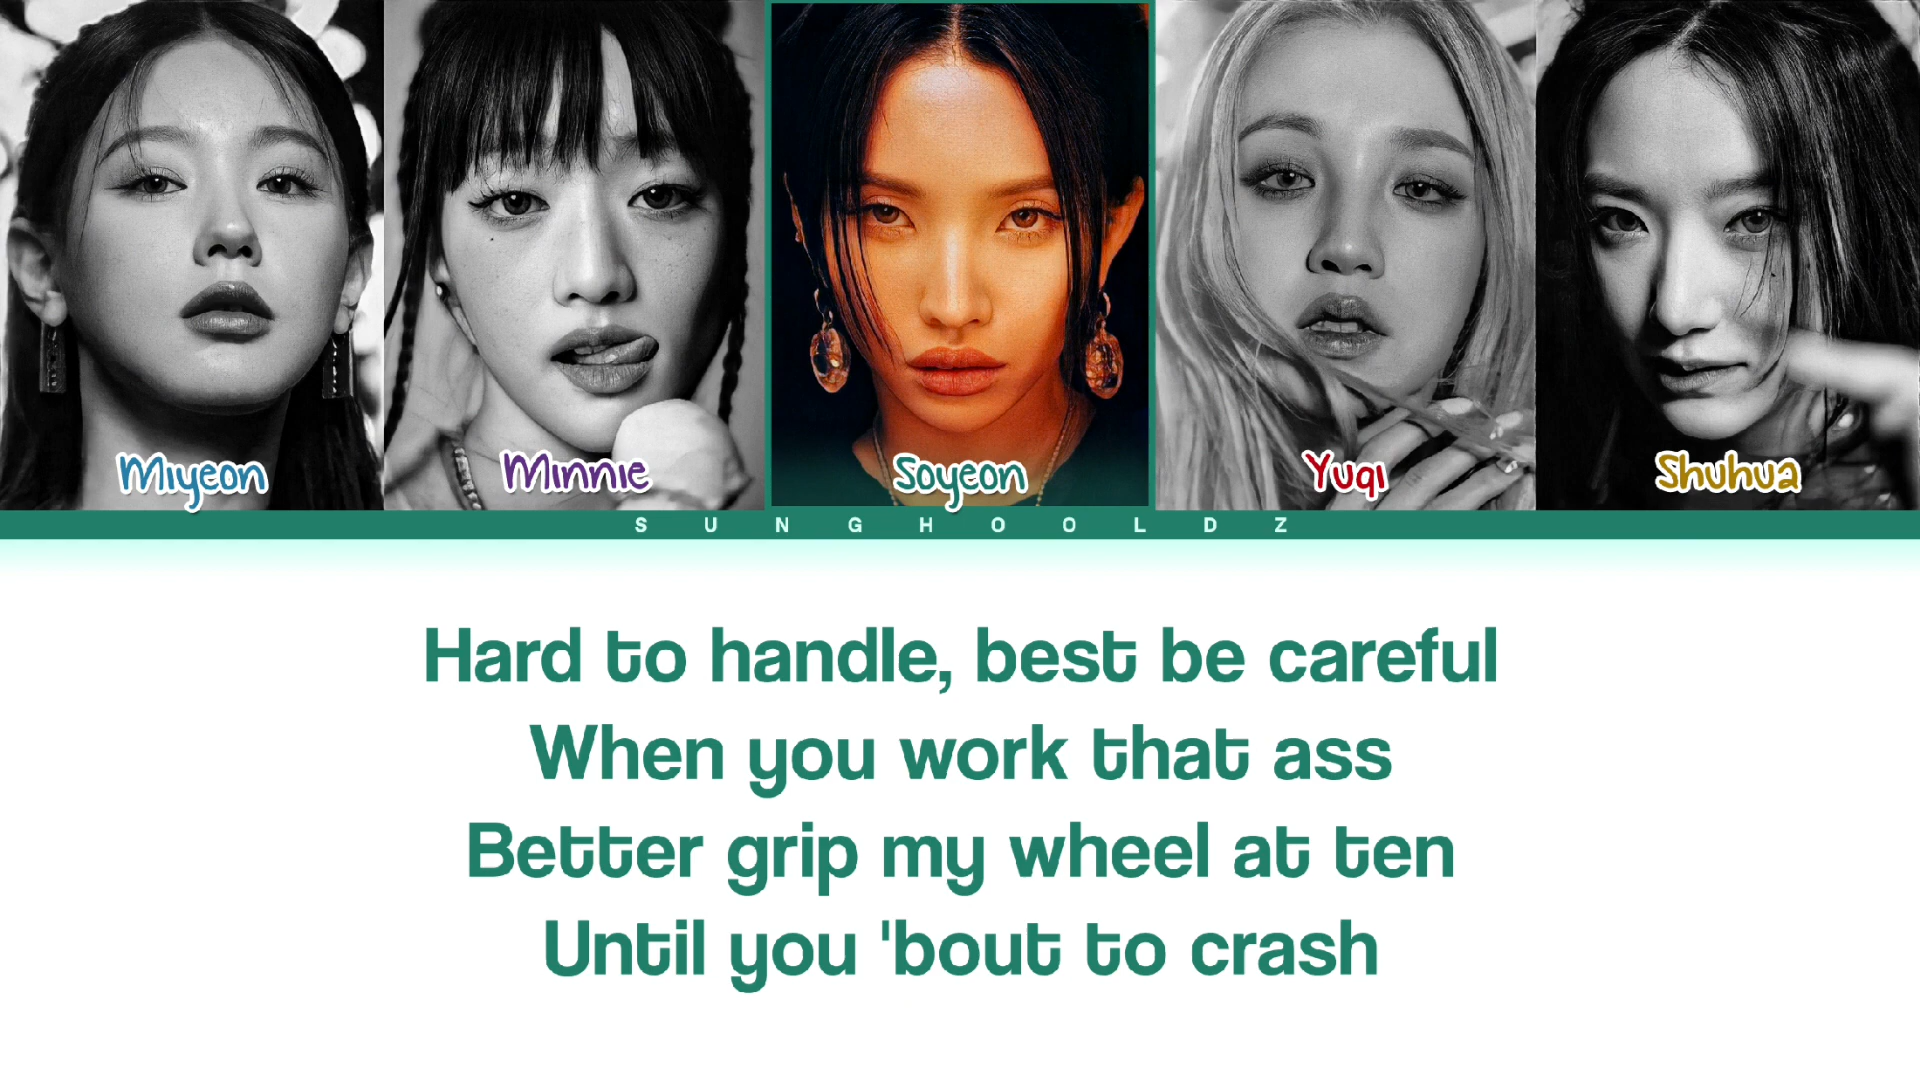 Miyeon
Minnie
Soyeon
Yuqi
Shuhua
SUNGHOOLDZ
Hard to handle, best be careful
When you work that ass
Better grip my wheel at ten
Until you 'bout to crash